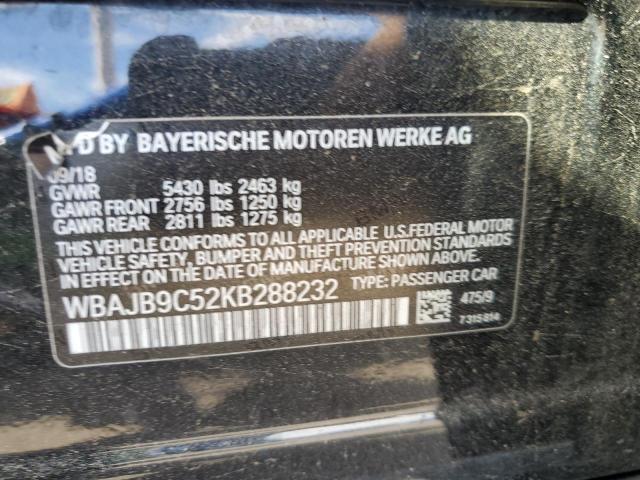 D BY BAYERISCHE MOTOREN WERKE AG
09/18
GVWR 5430 lbs 2463 kg
GAWR FRONT 2756 lbs 1250 kg
GAWR REAR 2811 lbs 1275 kg
THIS VEHICLE CONFORMS TO ALL APPLICABLE U.S.FEDERAL MOTOR
VEHICLE SAFETY, BUMPER AND THEFT PREVENTION STANDARDS
IN EFFECT ON THE DATE OF MANUFACTURE SHOWN ABOVE.
WBAJB9C52KB288232 TYPE: PASSENGER CAR
475/9
7315814